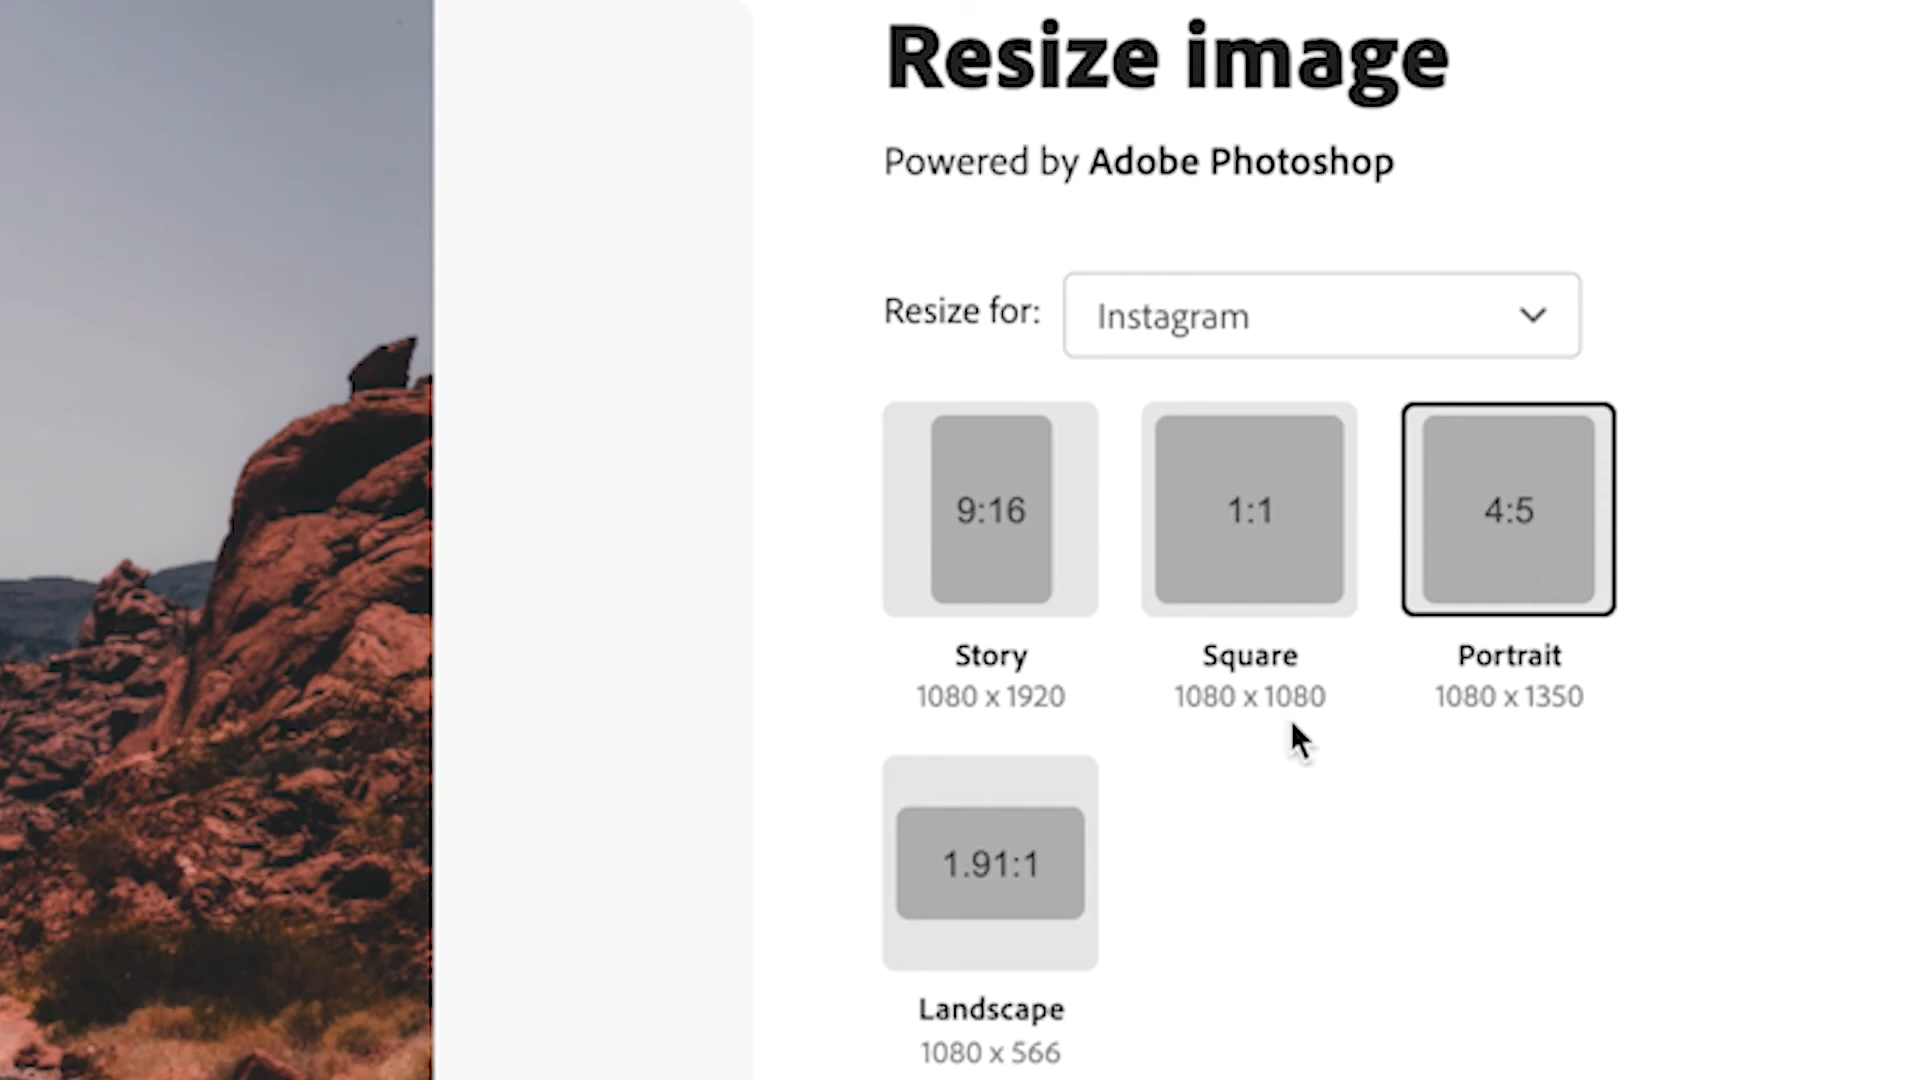 Resize image
Powered by Adobe Photoshop
Resize for: Instagram
9:16
1:1
4:5
Story
Square
Portrait
1080 x 1920
1080 x 1080
1080 x 1350
1.91:1
Landscape
1080 x 566